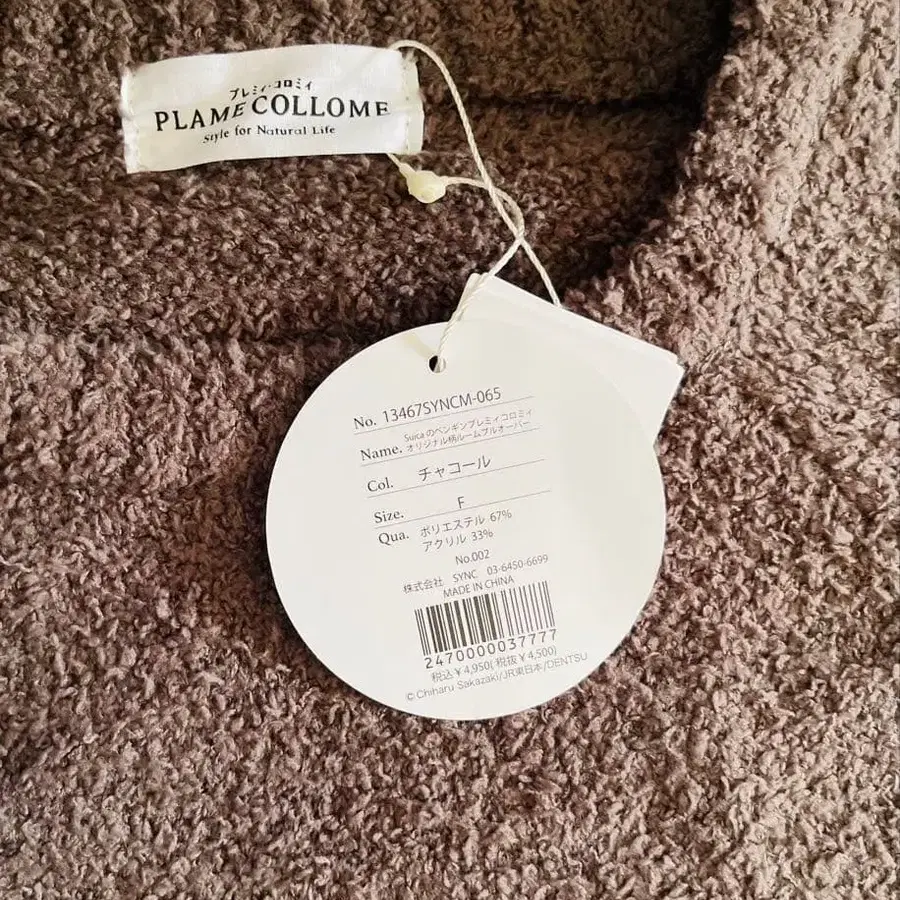 プレミィ・コロミィ
PLAME COLLOME
Style for Natural Life
No. 13467SYNCM-065
Name. Suicaのペンギンプレミィコロミィ
オリジナル柄ルームプルオーバー
Col. チャコール
Size. F
Qua. ポリエステル 67%
アクリル 33%
No.002
株式会社 SYNC 03-6450-6699
MADE IN CHINA
2470000037777
税込￥4,950(税抜￥4,500)
© Chiharu Sakazaki/JR東日本/DENTSU